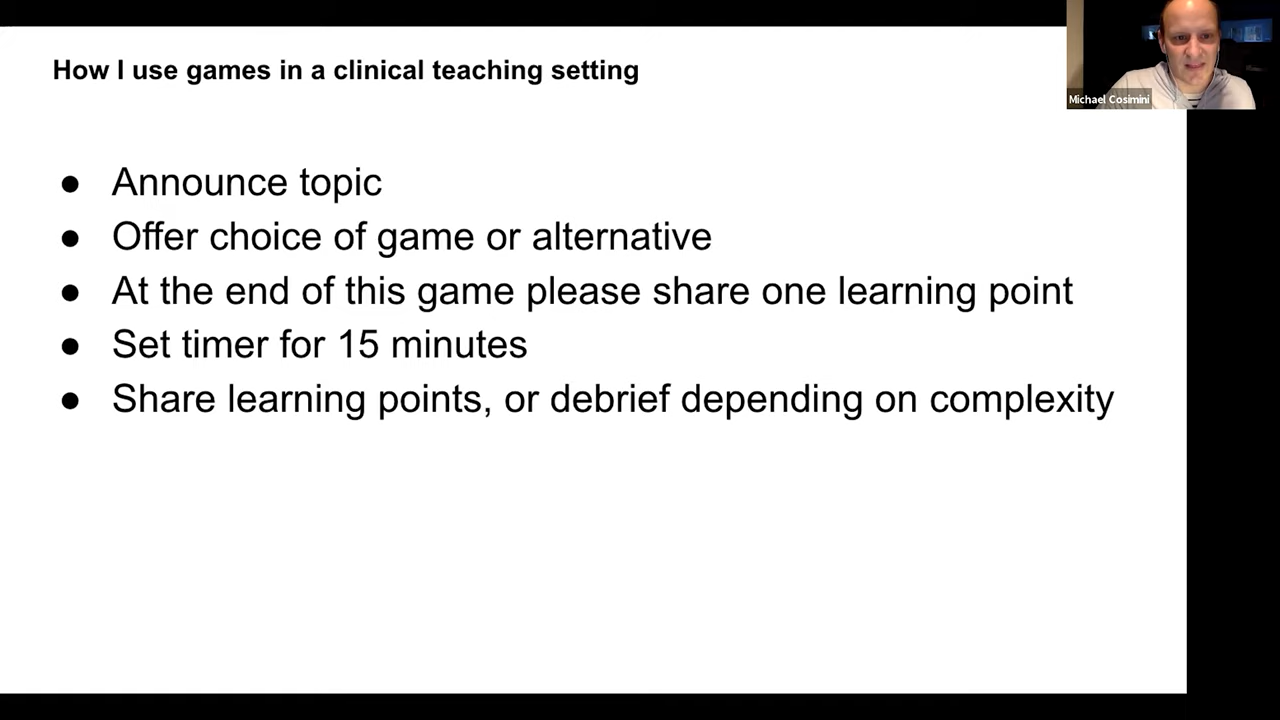 How I use games in a clinical teaching setting
Michael Cosimini
● Announce topic
● Offer choice of game or alternative
● At the end of this game please share one learning point
● Set timer for 15 minutes
● Share learning points, or debrief depending on complexity